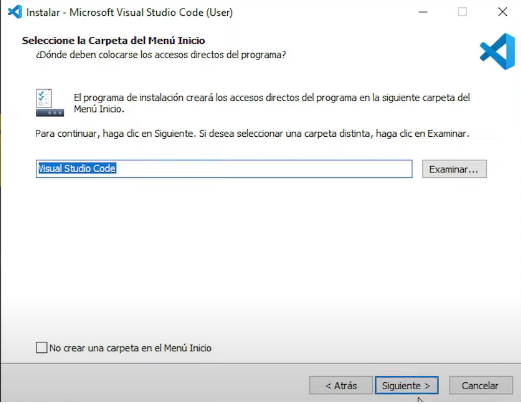 Instalar - Microsoft Visual Studio Code (User)
Seleccione la Carpeta del Menú Inicio
¿Dónde deben colocarse los accesos directos del programa?
El programa de instalación creará los accesos directos del programa en la siguiente carpeta del
Menú Inicio.
Para continuar, haga clic en Siguiente. Si desea seleccionar una carpeta distinta, haga clic en Examinar.
Visual Studio Code
Examinar...
No crear una carpeta en el Menú Inicio
< Atrás
Siguiente >
Cancelar